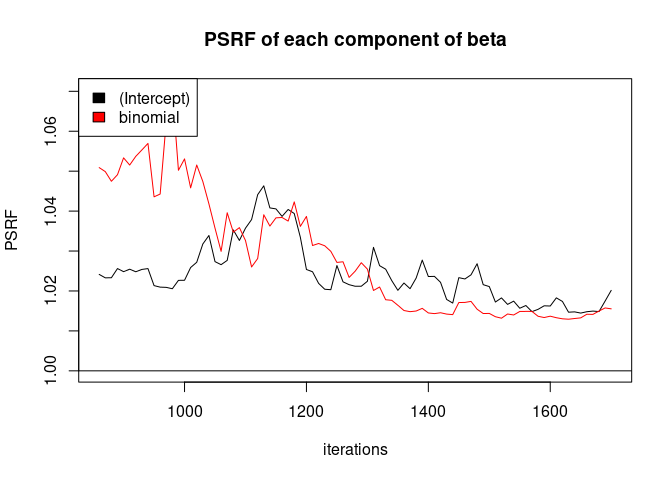 PSRF of each component of beta
(Intercept)
binomial
PSRF
1.06
1.04
1.02
1.00
1000
1200
1400
1600
iterations